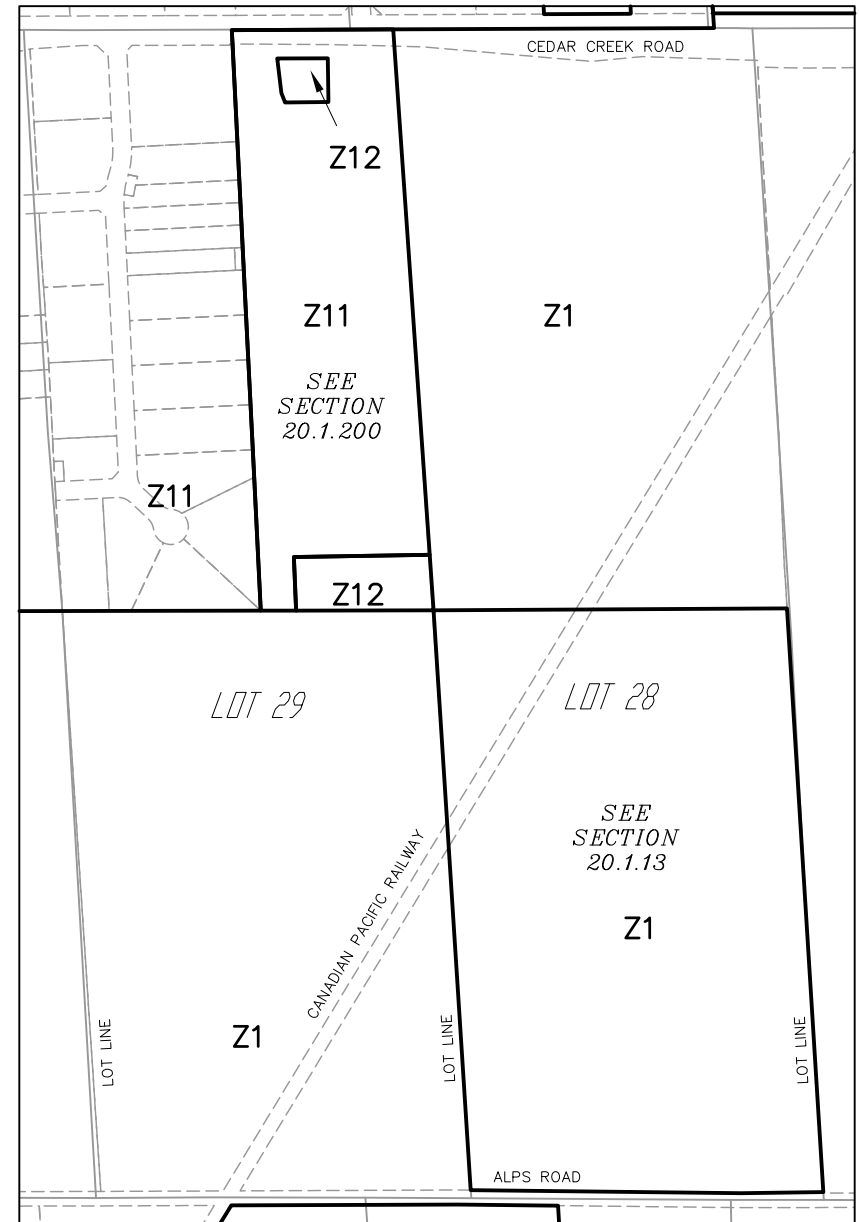 CEDAR CREEK ROAD
Z12
Z11
Z1
SEE
SECTION
20.1.200
Z11
Z12
LOT 29
LOT 28
SEE
SECTION
20.1.13
CANADIAN PACIFIC RAILWAY
Z1
Z1
LOT LINE
LOT LINE
LOT LINE
ALPS ROAD